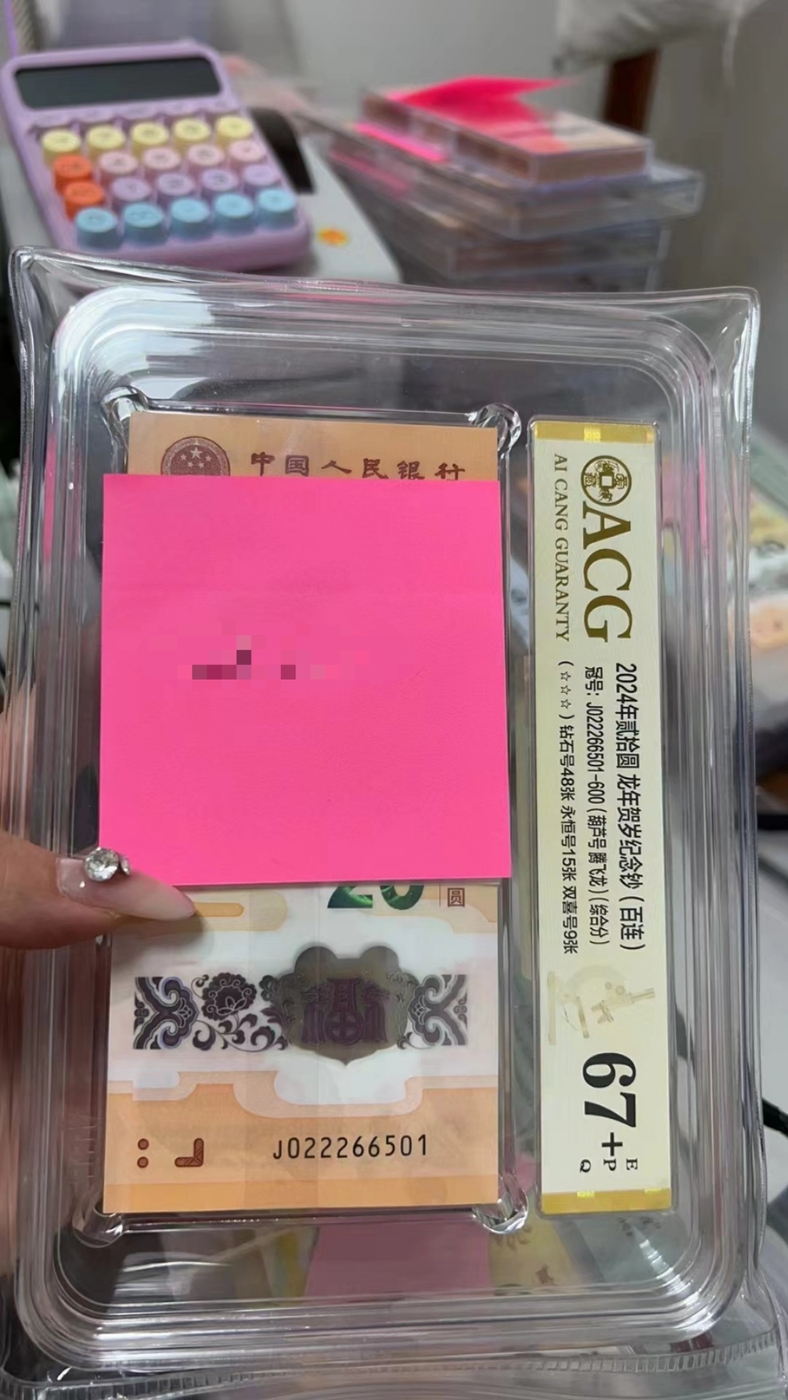 中国人民银行
20
圆
J022266501
ACG
AI CANG GUARANTY
2024年贰拾圆 龙年贺岁纪念钞（百连）
冠号：J022266501-600（葫芦号 腾飞龙）（综合分）
（☆☆☆）钻石号48张 永恒号15张 双喜号9张
67+
E
P
Q